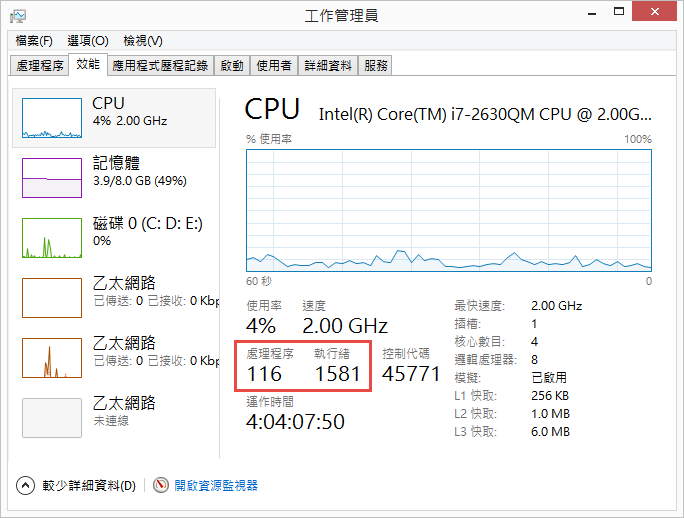 工作管理員
檔案(F) 選項(O) 檢視(V)
處理程序 效能 應用程式歷程記錄 啟動 使用者 詳細資料 服務
CPU
4% 2.00 GHz
記憶體
3.9/8.0 GB (49%)
磁碟 0 (C: D: E:)
0%
乙太網路
已傳送: 0 已接收: 0 Kbp
乙太網路
已傳送: 0 已接收: 0 Kbp
乙太網路
未連線
CPU Intel(R) Core(TM) i7-2630QM CPU @ 2.00G...
% 使用率 100%
60 秒 0
使用率 速度
4% 2.00 GHz
處理程序 執行緒 控制代碼
116 1581 45771
運作時間
4:04:07:50
最快速度: 2.00 GHz
插槽: 1
核心數目: 4
邏輯處理器: 8
模擬: 已啟用
L1 快取: 256 KB
L2 快取: 1.0 MB
L3 快取: 6.0 MB
較少詳細資料(D) 開啟資源監視器